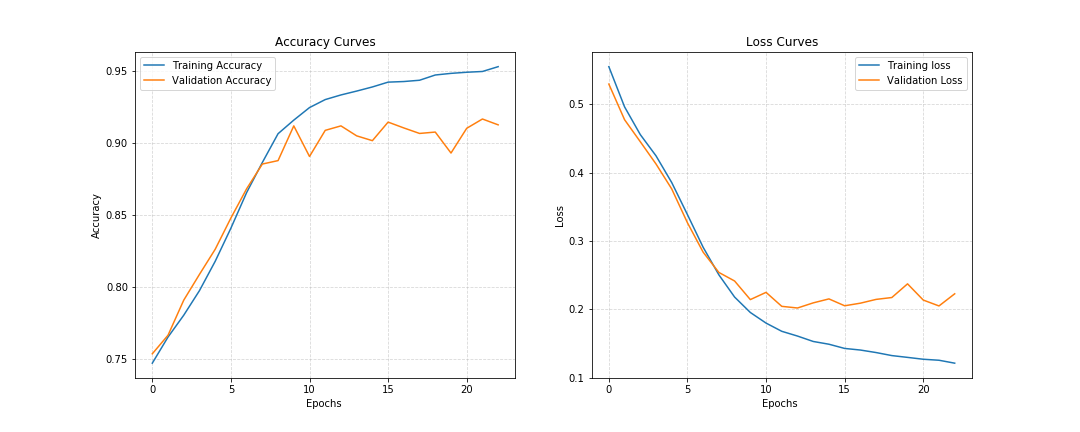 Accuracy Curves
Training Accuracy
Validation Accuracy
0.95
0.90
0.85
0.80
0.75
Accuracy
0
5
10
15
20
Epochs
Loss Curves
Training loss
Validation Loss
0.5
0.4
0.3
0.2
0.1
Loss
0
5
10
15
20
Epochs